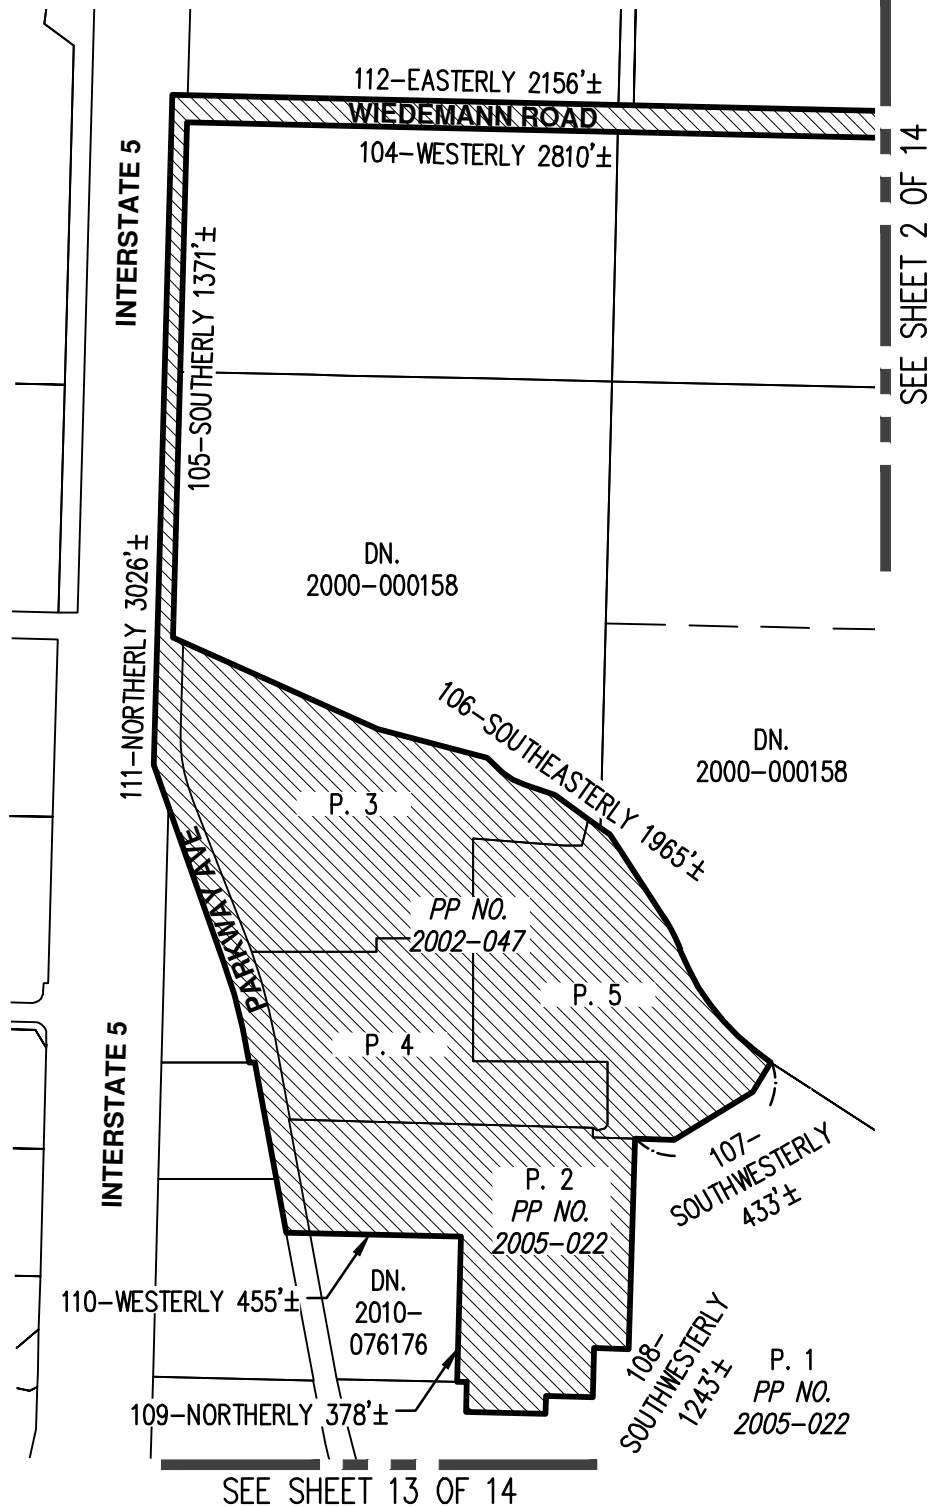 112-EASTERLY 2156'±
WIEDEMANN ROAD
104-WESTERLY 2810'±
INTERSTATE 5
105-SOUTHERLY 1371'±
SEE SHEET 2 OF 14
DN.
2000-000158
111-NORTHERLY 3026'±
106-SOUTHEASTERLY 1965'±
DN.
2000-000158
P. 3
PARKWAY AVE
PP NO.
2002-047
P. 5
P. 4
INTERSTATE 5
107-
SOUTHWESTERLY
433'±
P. 2
PP NO.
2005-022
110-WESTERLY 455'±
DN.
2010-
076176
108-
SOUTHWESTERLY
1243'±
P. 1
PP NO.
2005-022
109-NORTHERLY 378'±
SEE SHEET 13 OF 14